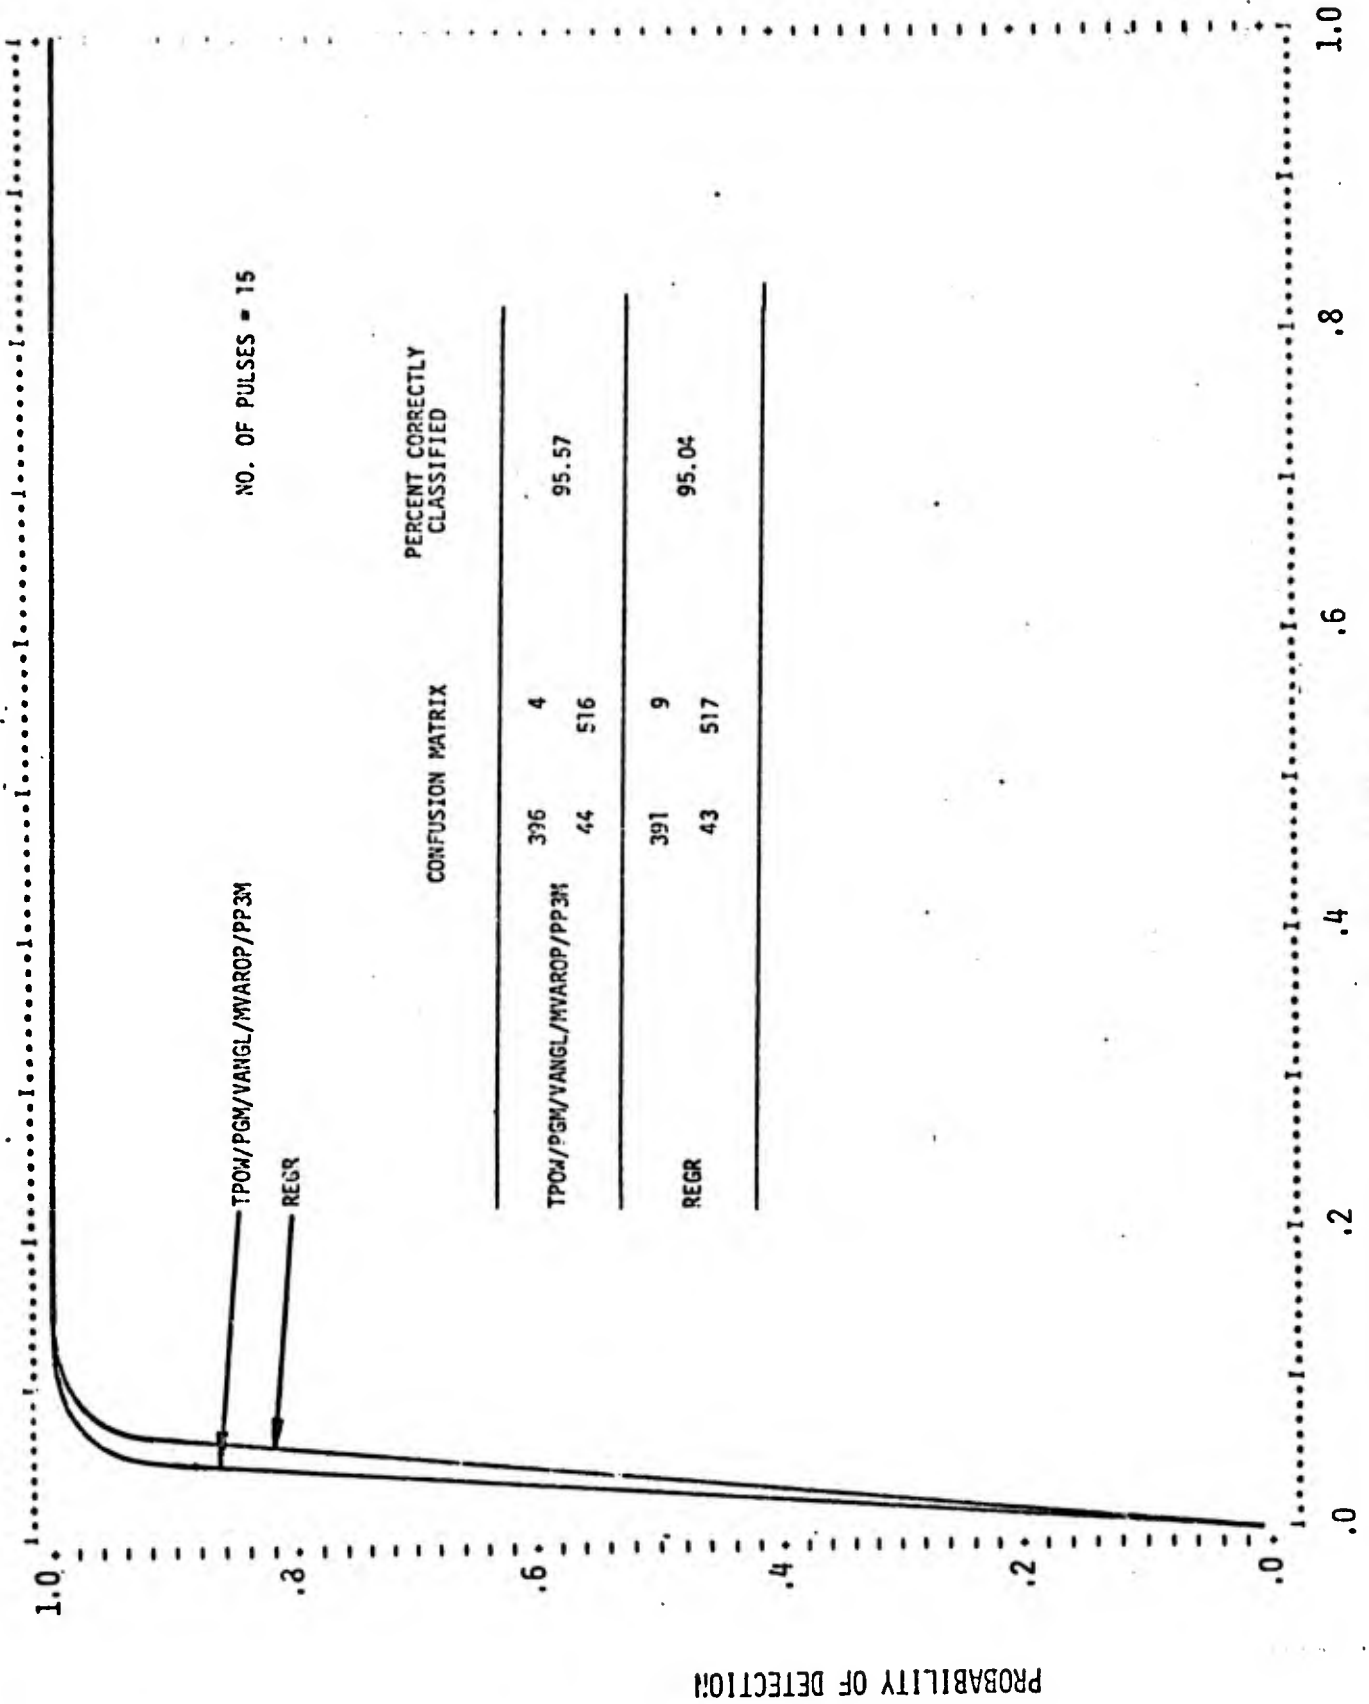 1.0
.8
.6
.4
.2
.0
PROBABILITY OF DETECTION
NO. OF PULSES = 15
TPOW/PGM/VANGL/MVAROP/PP3M
REGR
CONFUSION MATRIX
PERCENT CORRECTLY
CLASSIFIED
TPOW/PGM/VANGL/MVAROP/PP3M
396 4
44 516
95.57
REGR
391 9
43 517
95.04
.0 .2 .4 .6 .8 1.0